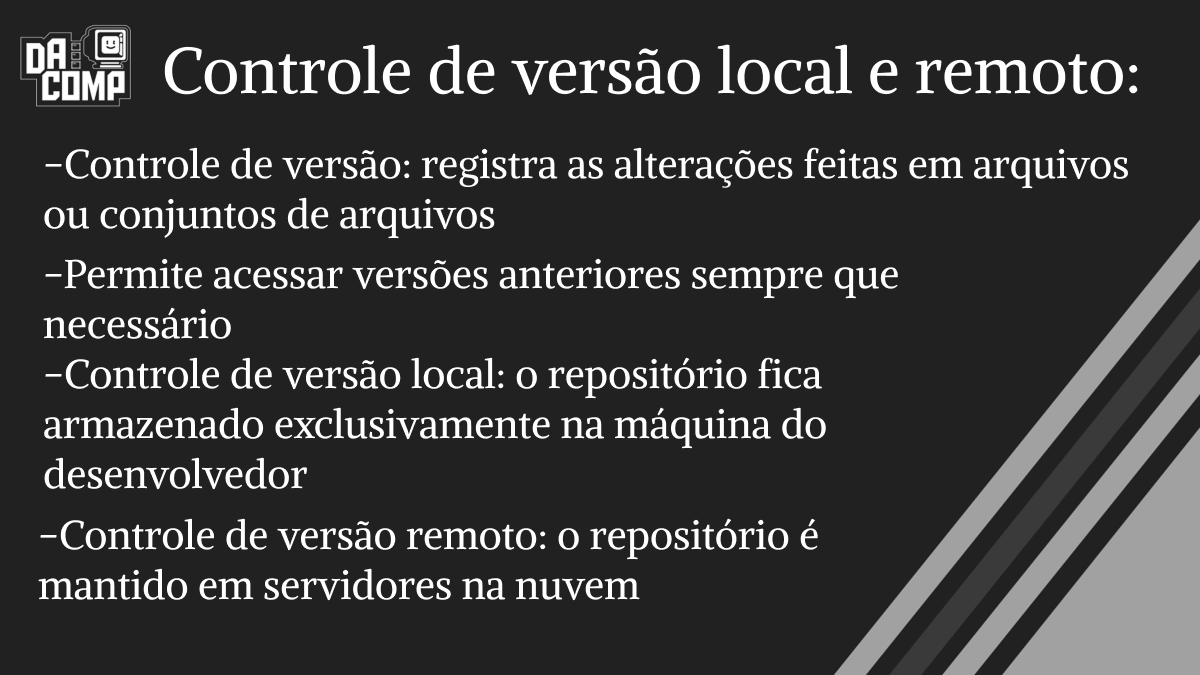 DA
COMP
Controle de versão local e remoto:
-Controle de versão: registra as alterações feitas em arquivos
ou conjuntos de arquivos
-Permite acessar versões anteriores sempre que
necessário
-Controle de versão local: o repositório fica
armazenado exclusivamente na máquina do
desenvolvedor
-Controle de versão remoto: o repositório é
mantido em servidores na nuvem